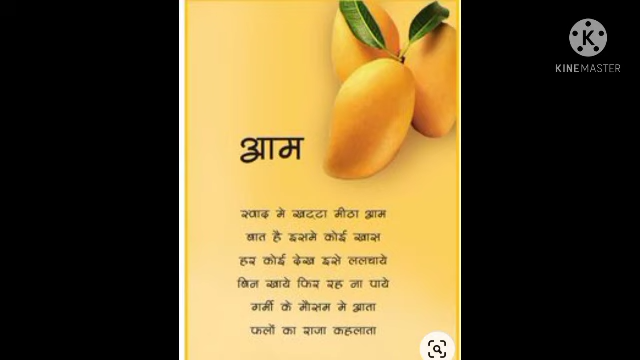 KINEMASTER
आम
स्वाद मे खट्टा मीठा आम
बात है इसमे कोई खास
हर कोई देख इसे ललचाये
बिन खाये फिर रह ना पाये
गर्मी के मौसम मे आता
फलों का राजा कहलाता